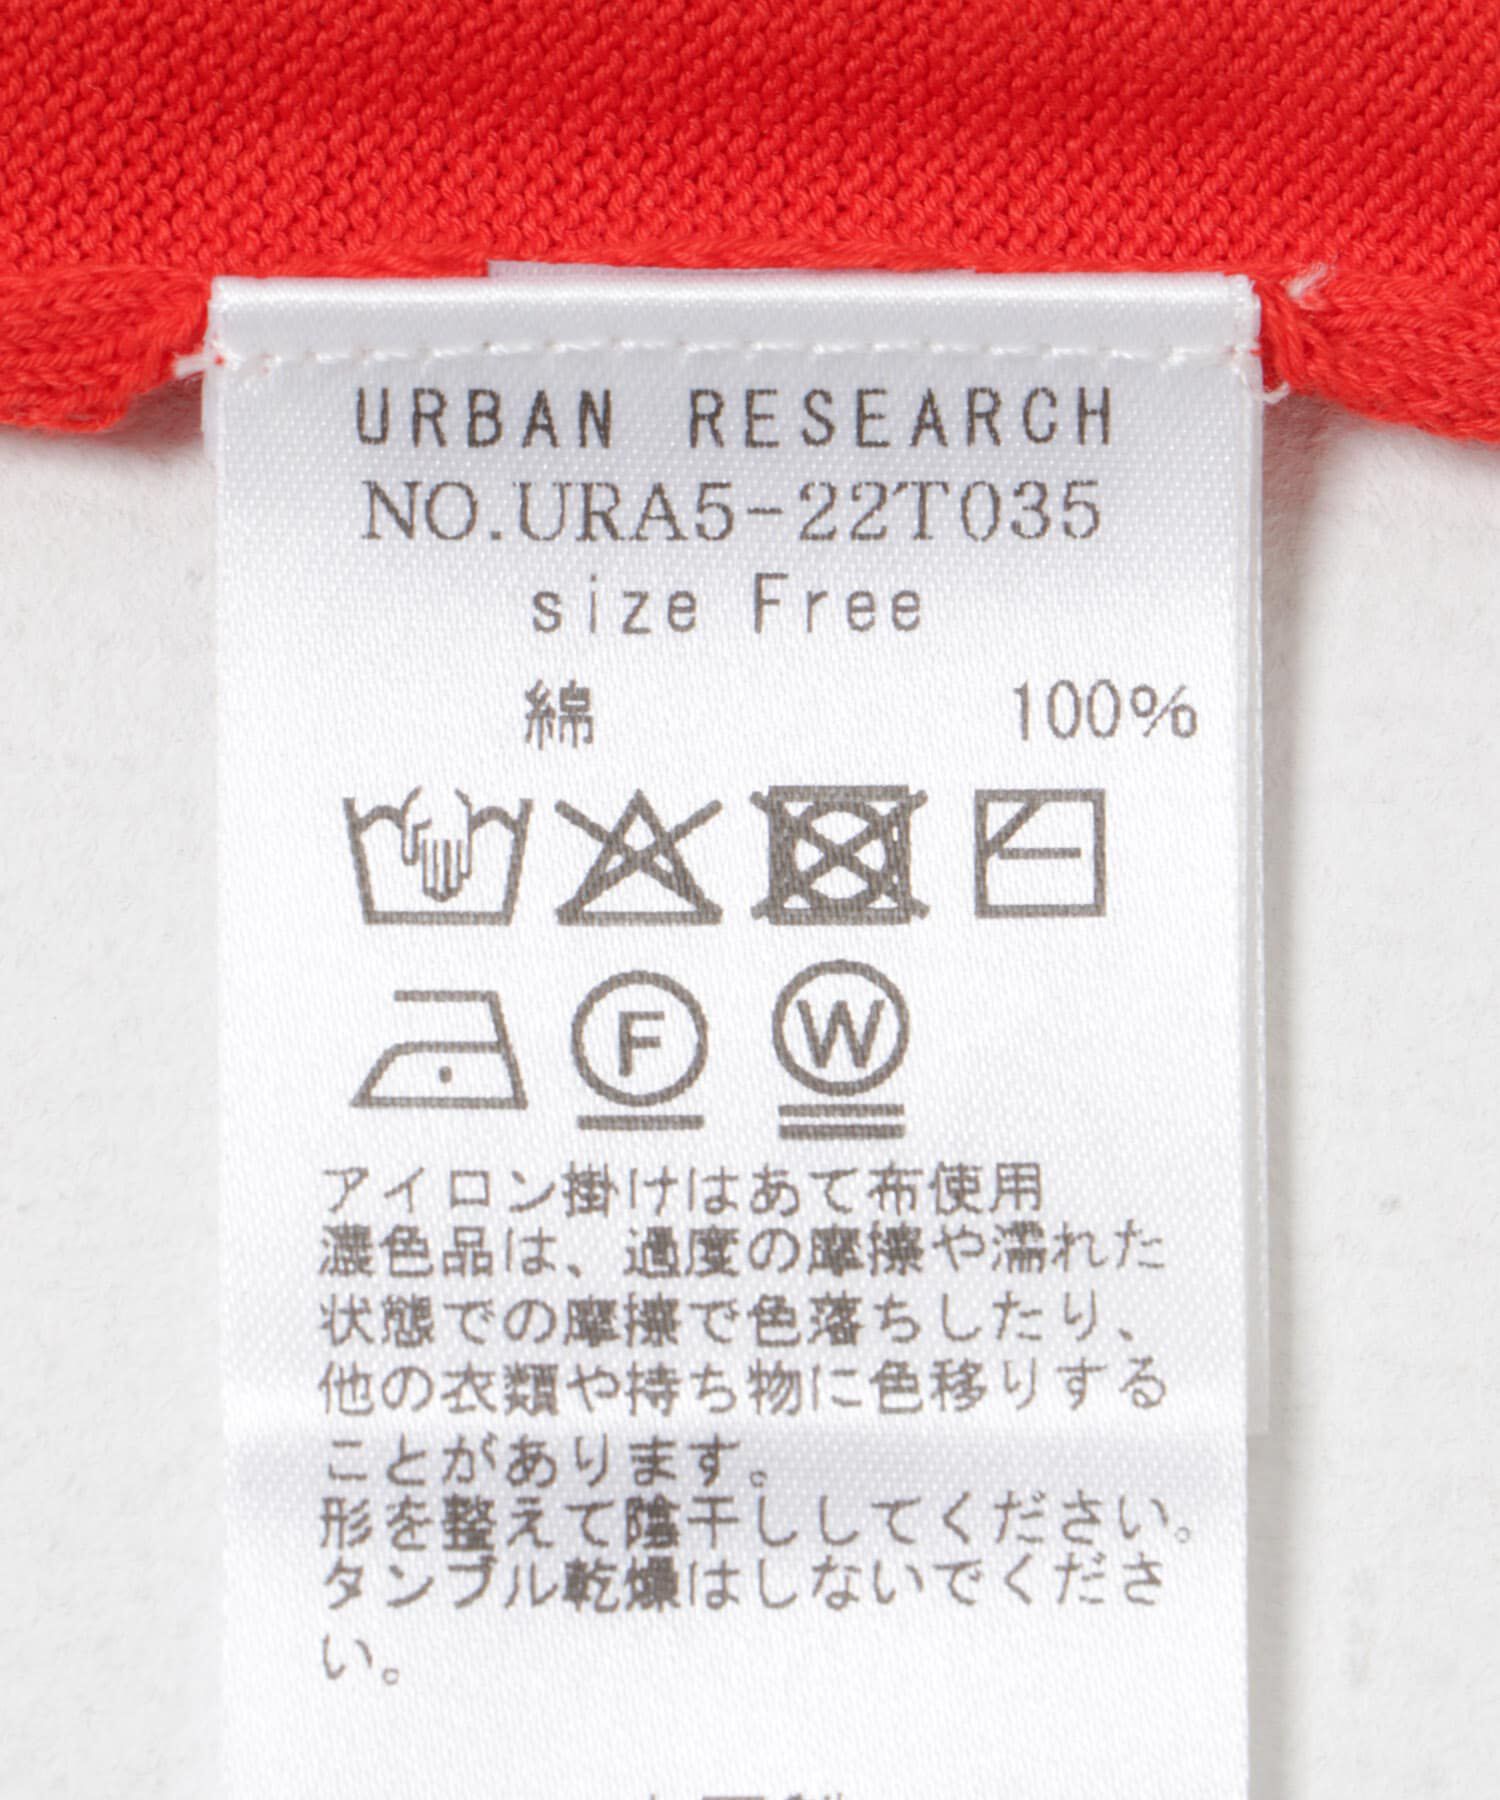 URBAN RESEARCH
NO.URA5-22T035
size Free
綿 100%
F W
アイロン掛けはあて布使用
濃色品は、過度の摩擦や濡れた
状態での摩擦で色落ちしたり、
他の衣類や持ち物に色移りする
ことがあります。
形を整えて陰干ししてください。
タンブル乾燥はしないでくださ
い。